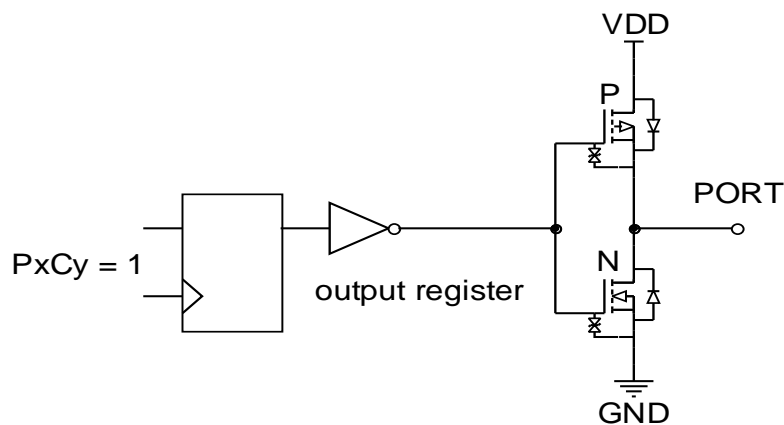 VDD
P
PORT
PxCy = 1
N
output register
GND